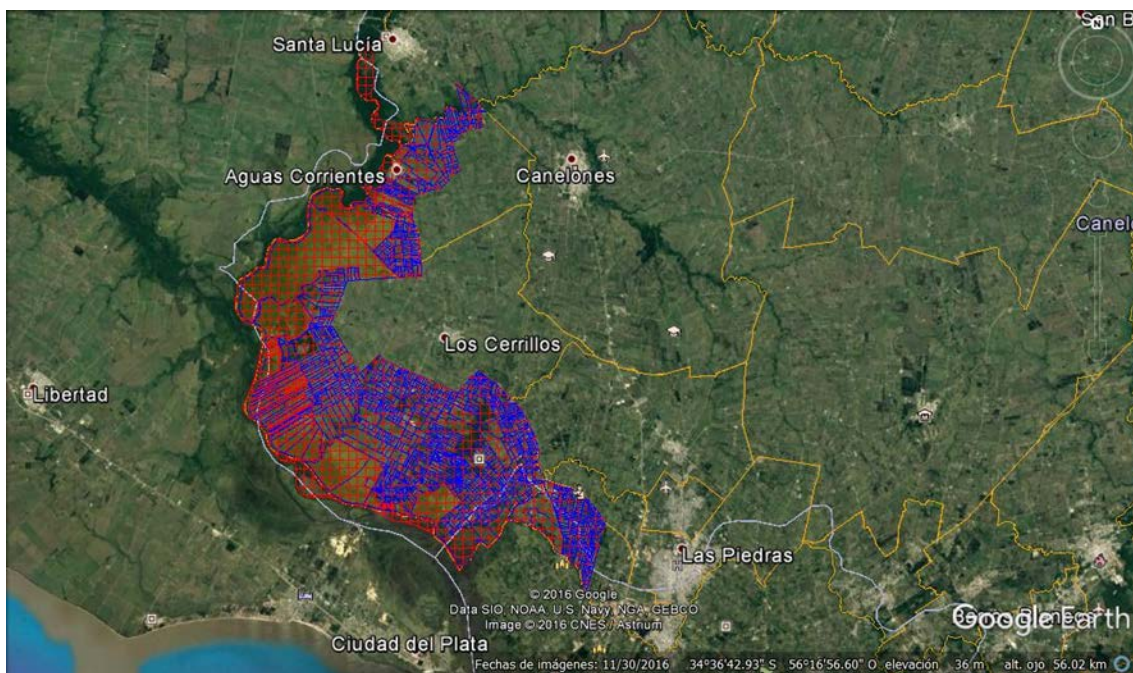 San B
N
Santa Lucía
Aguas Corrientes
Canelones
Canelo
Los Cerrillos
Libertad
Las Piedras
© 2016 Google
Data SIO, NOAA, U.S. Navy, NGA, GEBCO
Image © 2016 CNES / Astrium
Google Earth
Ciudad del Plata
Fechas de imágenes: 11/30/2016 34°36'42.93" S 56°16'56.60" O elevación 36 m alt. ojo 56.02 km